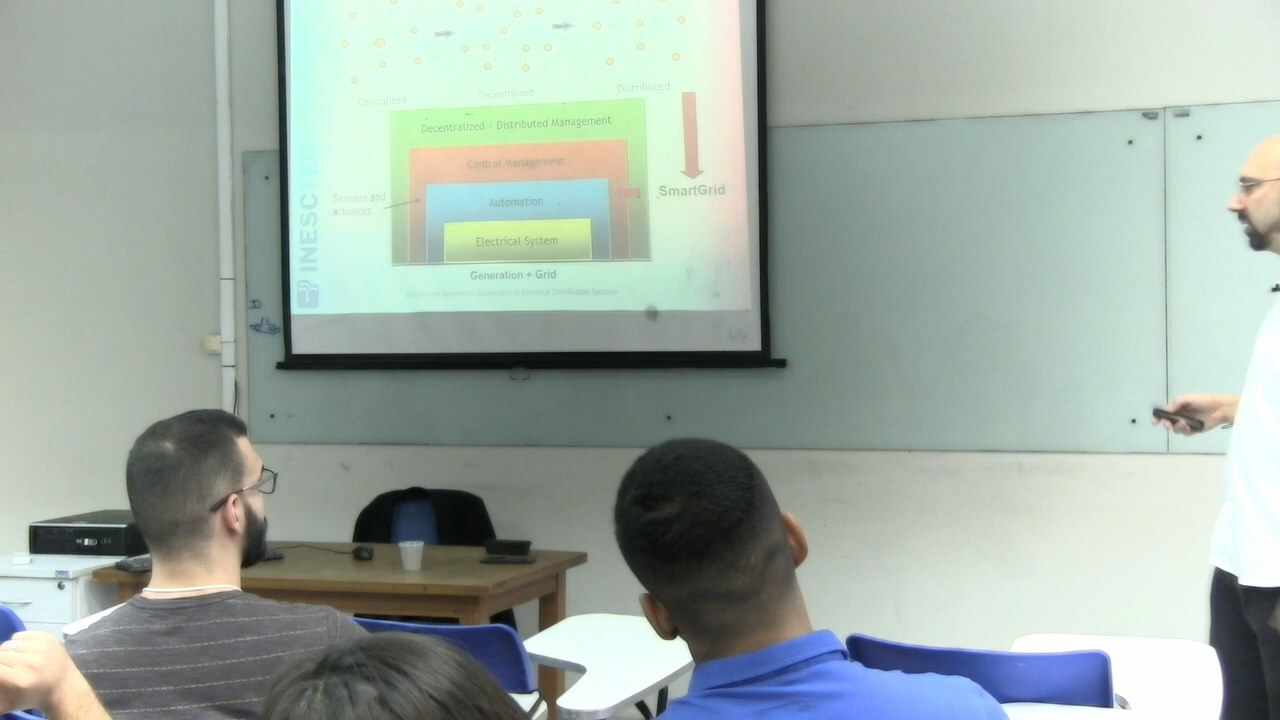 Centralized
Decentralized
Distributed
Decentralized / Distributed Management
Central Management
Sensors and
actuators
Automation
SmartGrid
Electrical System
Generation + Grid
INESC